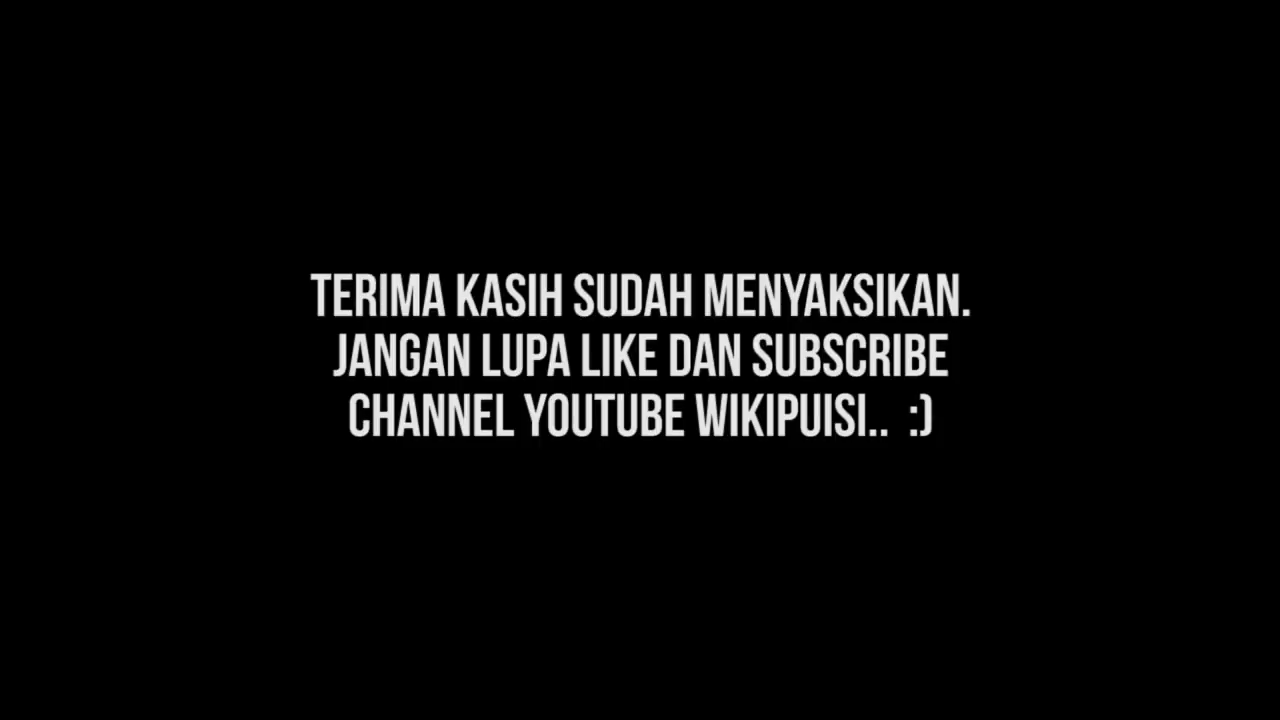 TERIMA KASIH SUDAH MENYAKSIKAN.
JANGAN LUPA LIKE DAN SUBSCRIBE
CHANNEL YOUTUBE WIKIPUISI.. :)